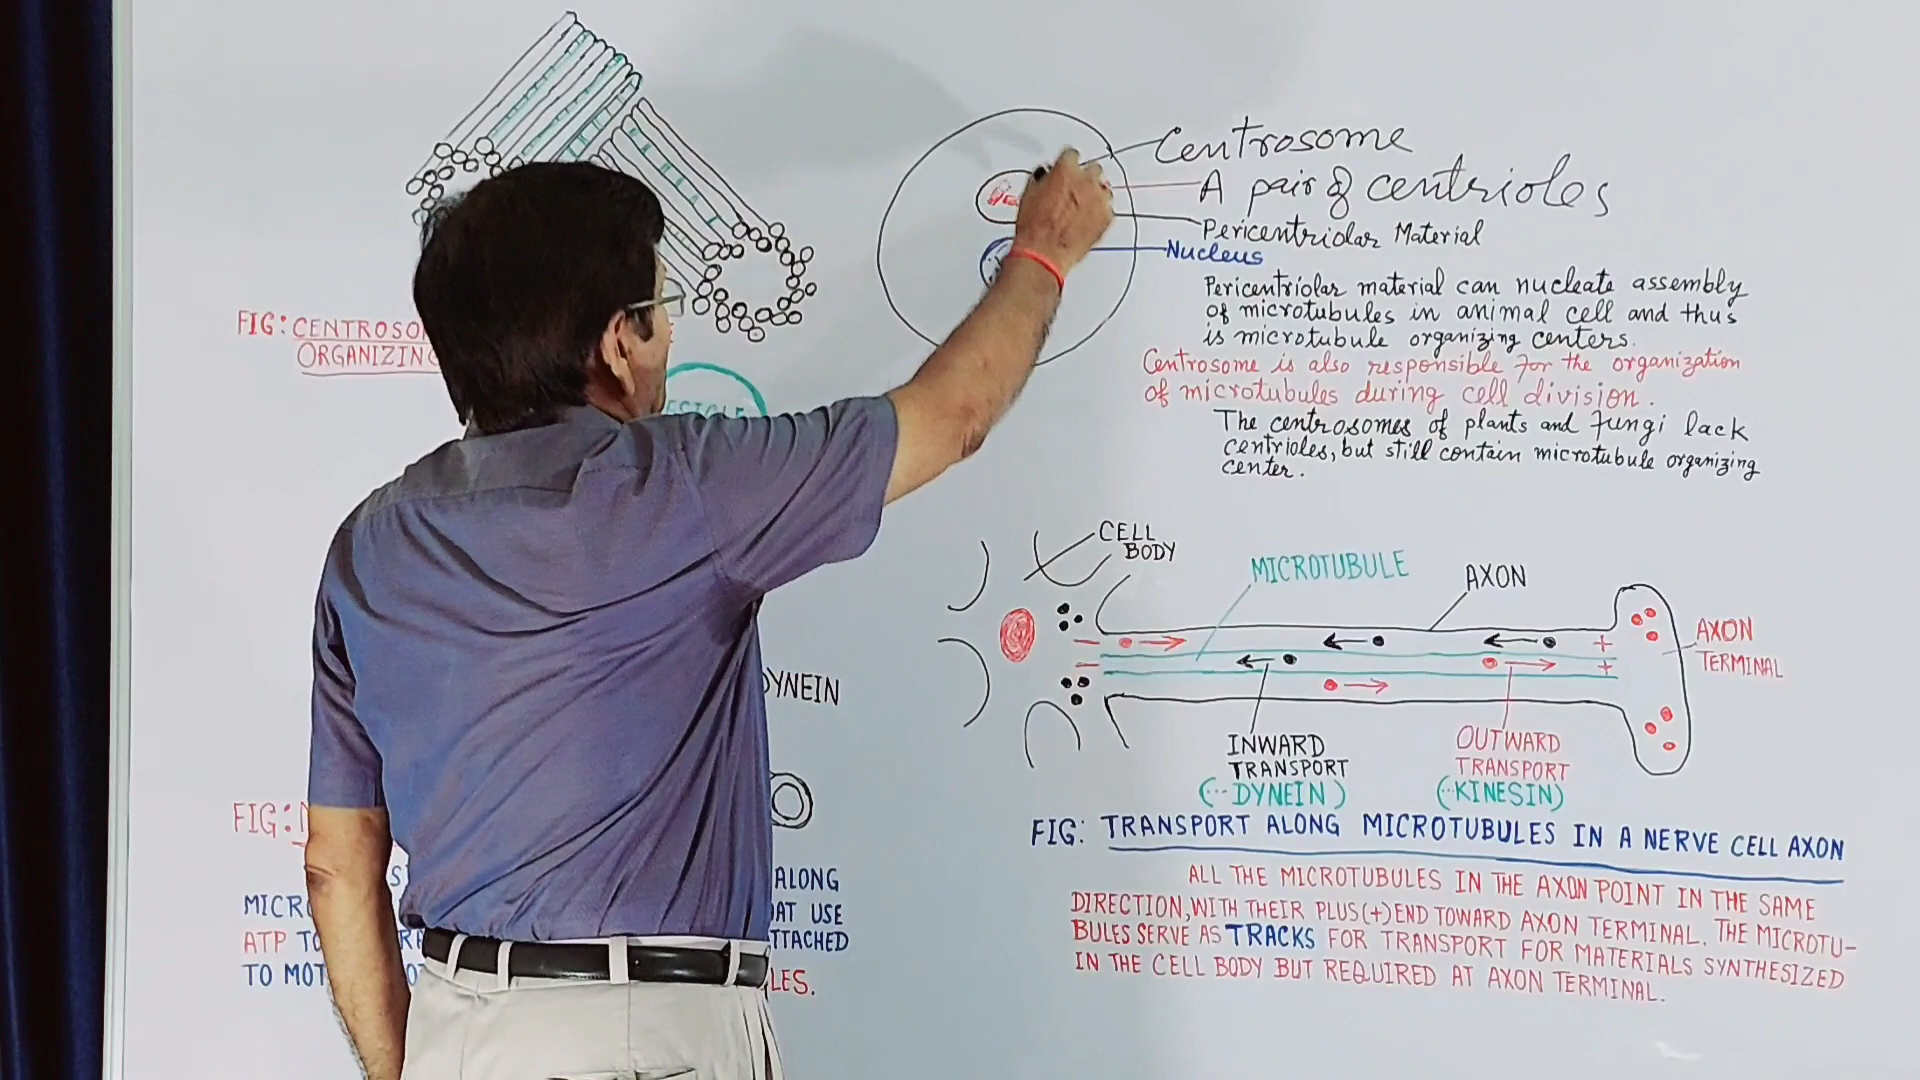 Centrosome
A pair of centrioles
Pericentriolar Material
Nucleus
Pericentriolar material can nucleate assembly
of microtubules in animal cell and thus
is microtubule organizing centers.
Centrosome is also responsible for the organization
of microtubules during cell division.
The centrosomes of plants and fungi lack
centrioles, but still contain microtubule organizing
center.
FIG: CENTROSO
ORGANIZING
ESICLE
YNEIN
FIG:
ALONG
MICR AT USE
ATP TO TTACHED
TO MOT LES.
CELL
BODY
MICROTUBULE
AXON
AXON
TERMINAL
- +
- +
INWARD
TRANSPORT
(··DYNEIN)
OUTWARD
TRANSPORT
(··KINESIN)
FIG: TRANSPORT ALONG MICROTUBULES IN A NERVE CELL AXON
ALL THE MICROTUBULES IN THE AXON POINT IN THE SAME
DIRECTION, WITH THEIR PLUS(+) END TOWARD AXON TERMINAL. THE MICROTU-
BULES SERVE AS TRACKS FOR TRANSPORT FOR MATERIALS SYNTHESIZED
IN THE CELL BODY BUT REQUIRED AT AXON TERMINAL.